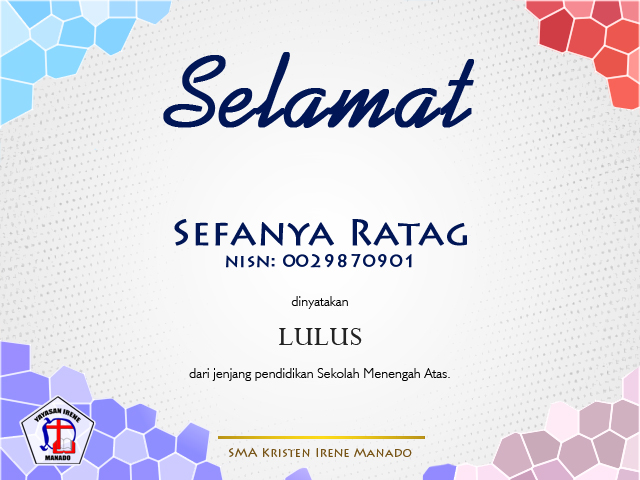 Selamat
Sefanya Ratag
NISN: 0029870901
dinyatakan
LULUS
dari jenjang pendidikan Sekolah Menengah Atas.
YAYASAN IRENE
MANADO
SMA Kristen Irene Manado